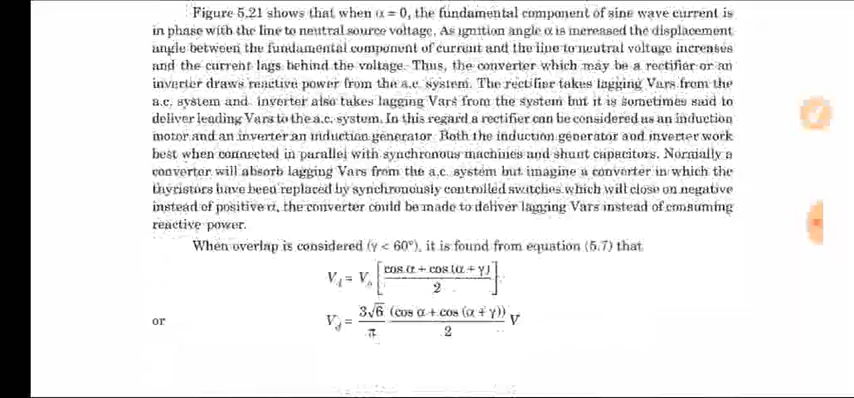 Figure 5.21 shows that when α = 0, the fundamental component of sine wave current is
in phase with the line to neutral source voltage. As ignition angle α is increased the displacement
angle between the fundamental component of current and the line to neutral voltage increases
and the current lags behind the voltage. Thus, the converter which may be a rectifier or an
inverter draws reactive power from the a.c. system. The rectifier takes lagging Vars from the
a.c. system and inverter also takes lagging Vars from the system but it is sometimes said to
deliver leading Vars to the a.c. system. In this regard a rectifier can be considered as an induction
motor and an inverter an induction generator. Both the induction generator and inverter work
best when connected in parallel with synchronous machines and shunt capacitors. Normally a
converter will absorb lagging Vars from the a.c. system but imagine a converter in which the
thyristors have been replaced by synchronously controlled switches which will close on negative
instead of positive α, the converter could be made to deliver lagging Vars instead of consuming
reactive power.
When overlap is considered (γ < 60°), it is found from equation (5.7) that
V_d = V_o [ (cos α + cos (α + γ)) / 2 ]
or V_d = 3√6 / π (cos α + cos (α + γ)) / 2 V